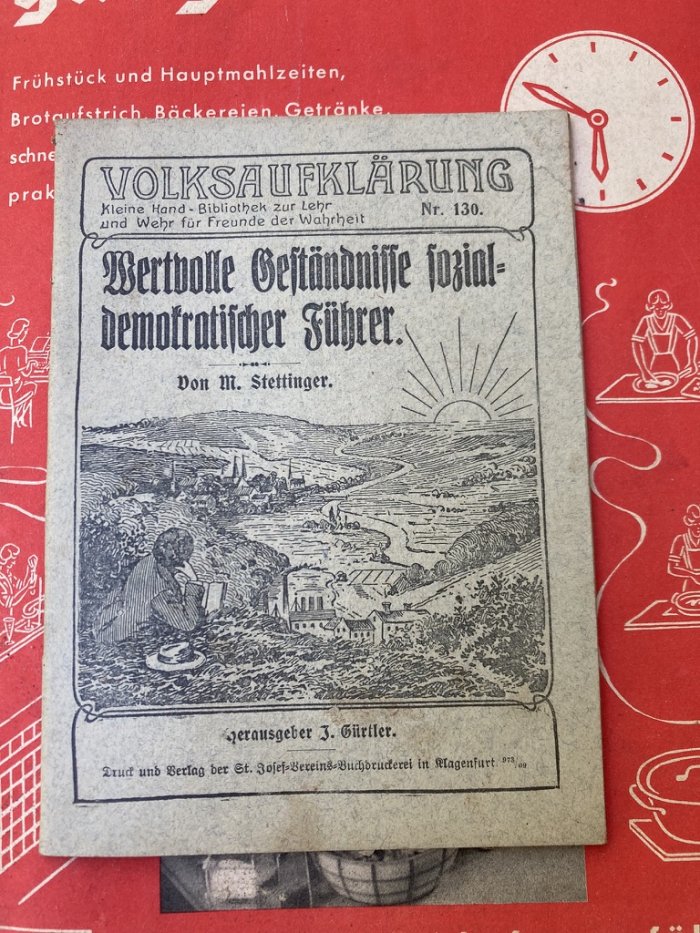 Frühstück und Hauptmahlzeiten,
Brotaufstrich, Bäckereien, Getränke,
VOLKSAUFKLÄRUNG
Kleine Hand-Bibliothek zur Lehr
und Wehr für Freunde der Wahrheit
Nr. 130.
Wertvolle Geständnisse sozial=
demokratischer Führer.
Von M. Stettinger.
Herausgeber J. Gürtler.
Druck und Verlag der St. Josef=Vereins=Buchdruckerei in Klagenfurt 973/09